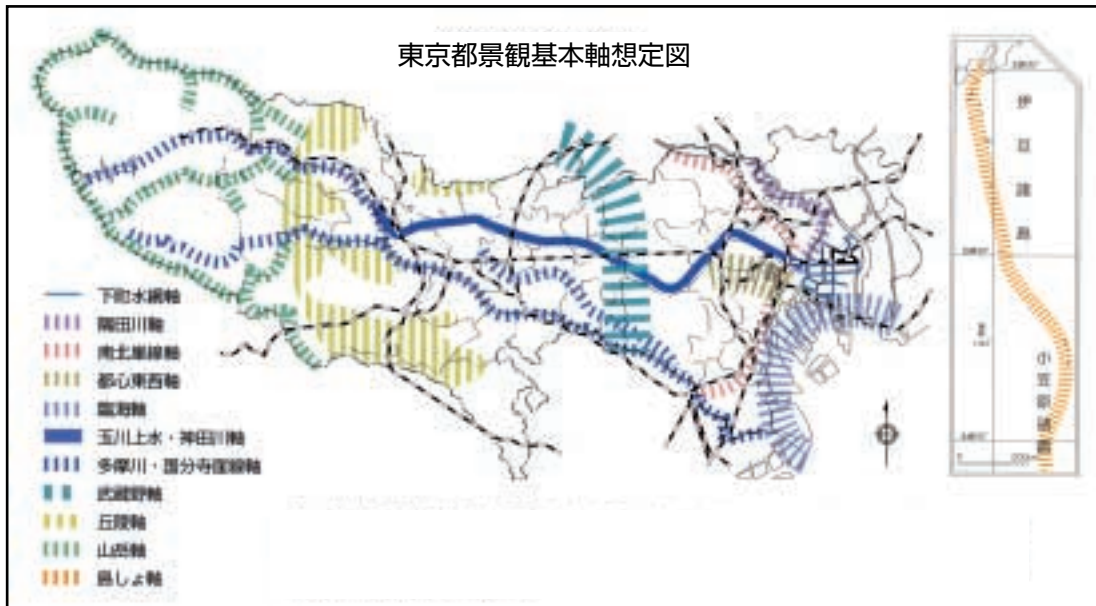 東京都景観基本軸想定図
伊豆諸島
小笠原諸島
下町水網軸
隅田川軸
南北崖線軸
都心東西軸
臨海軸
玉川上水・神田川軸
多摩川・国分寺崖線軸
武蔵野軸
丘陵軸
山岳軸
島しょ軸